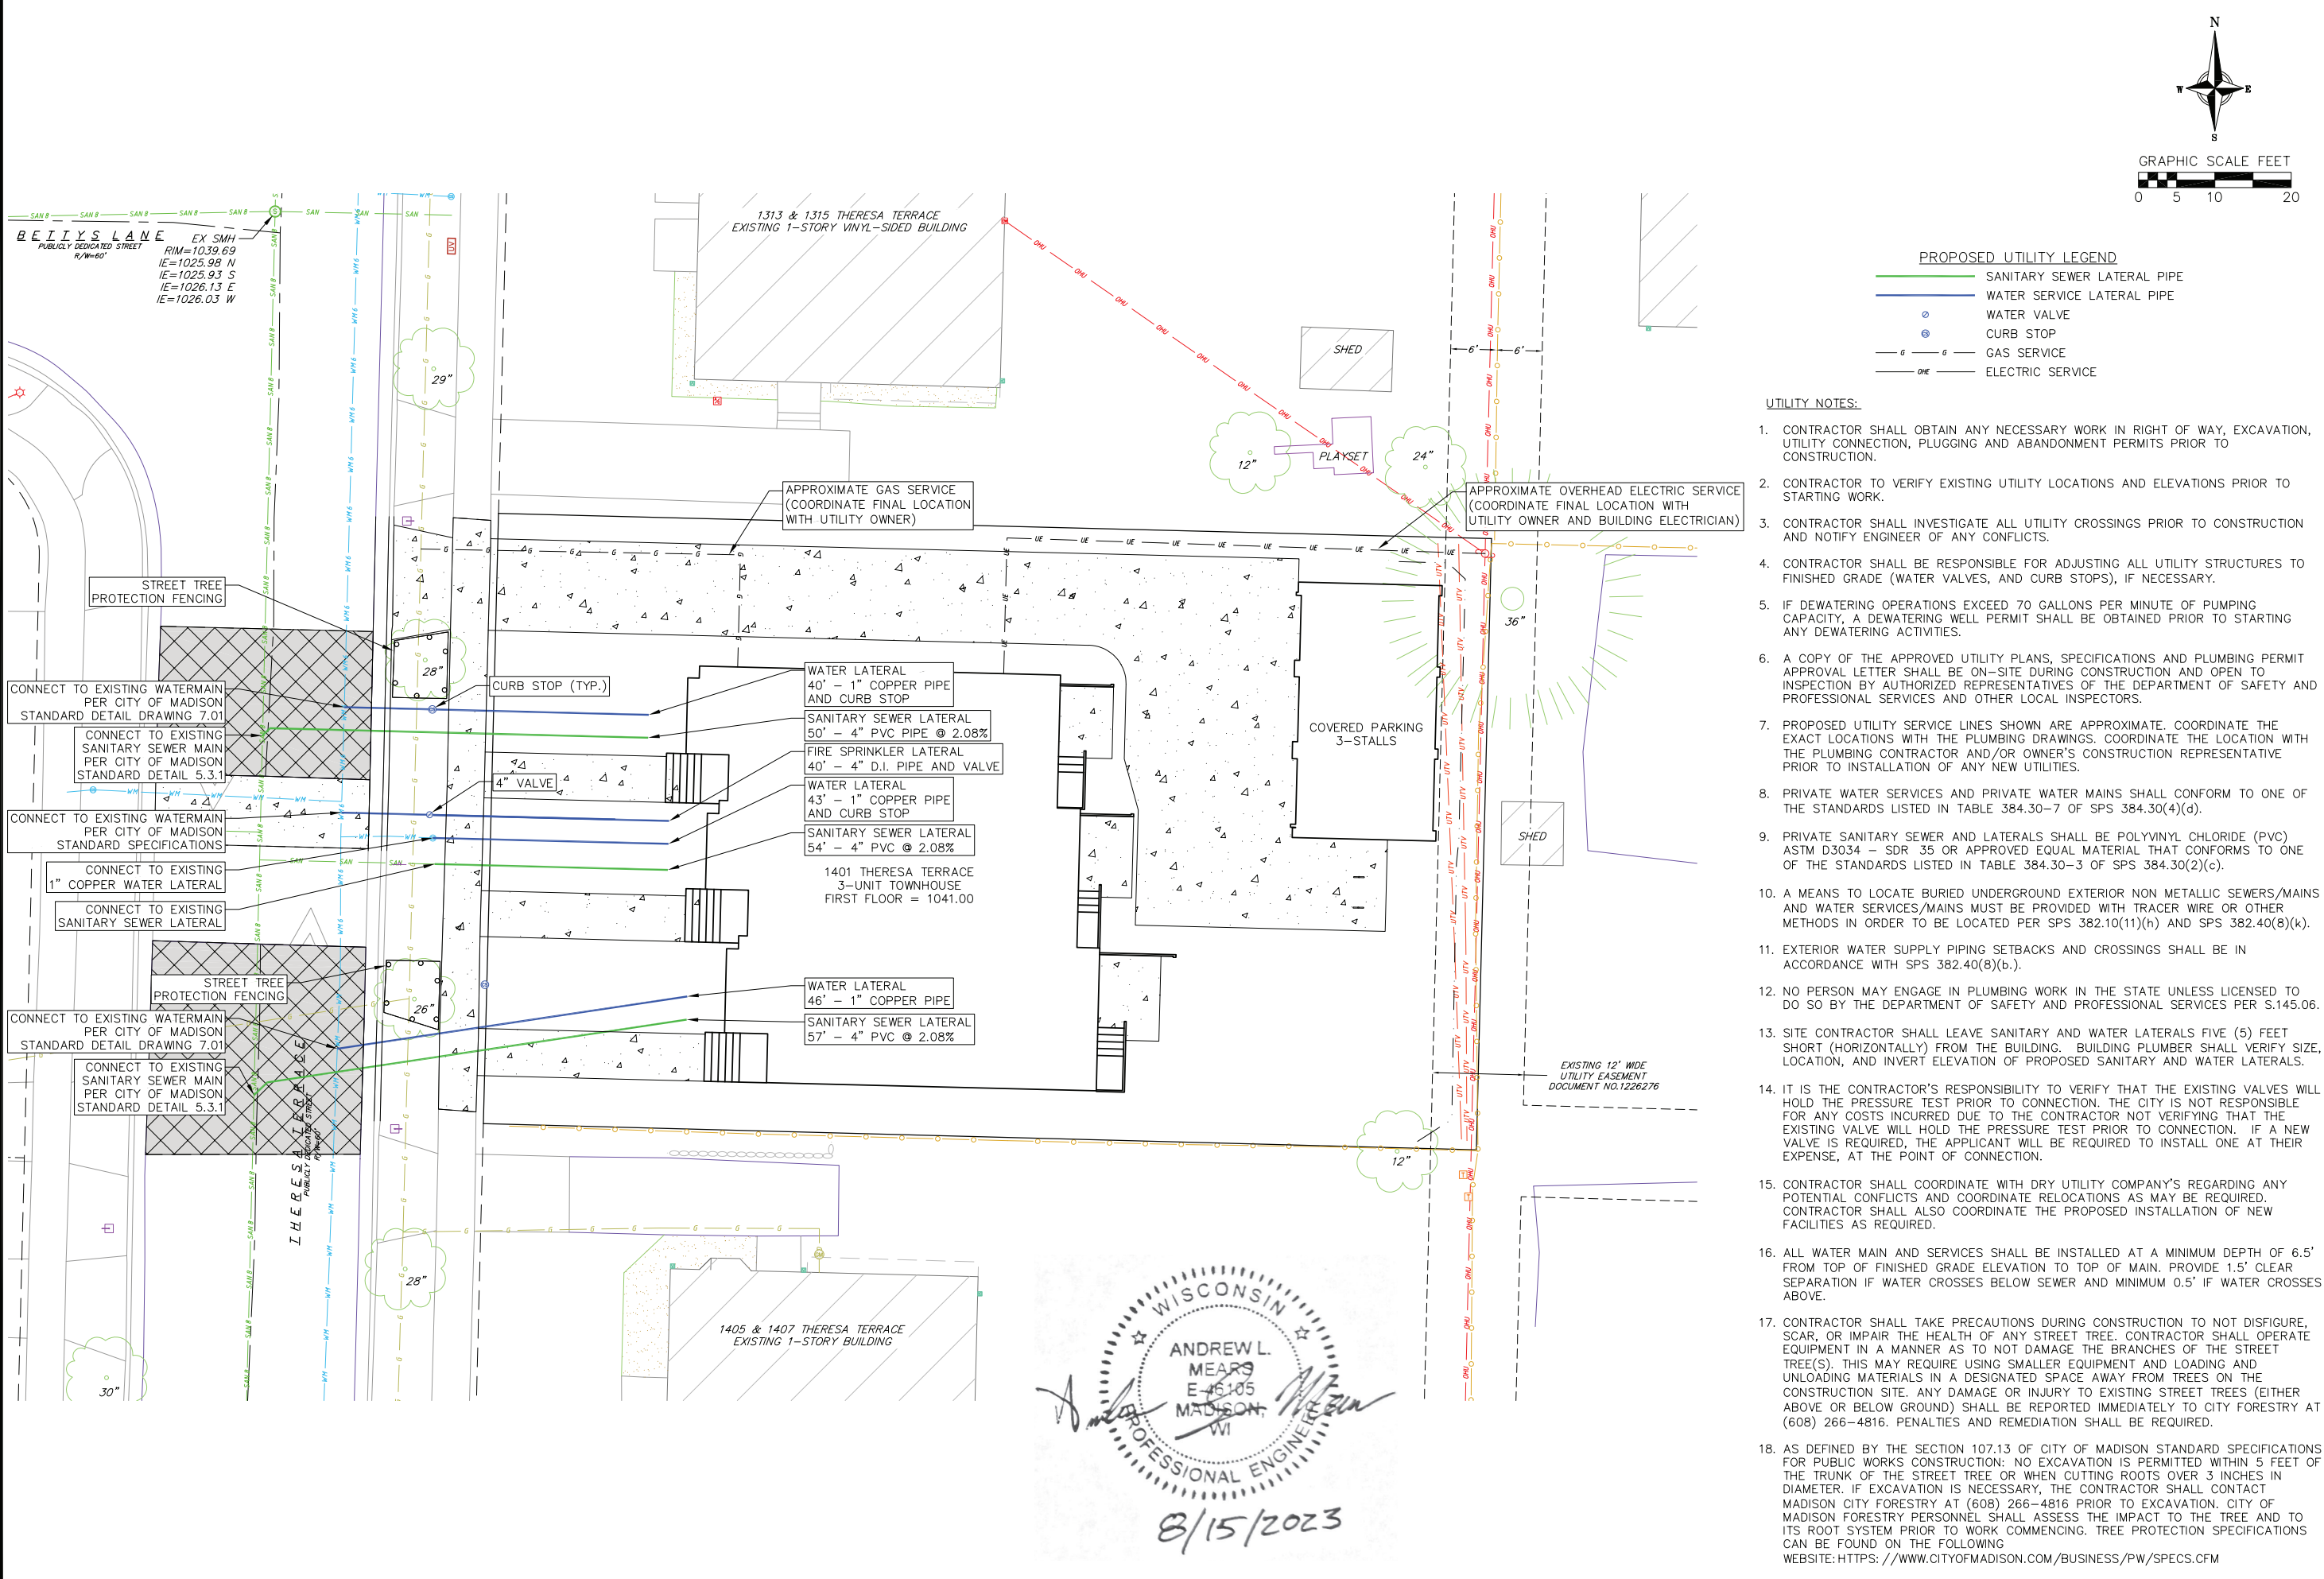 N
W E
S
GRAPHIC SCALE FEET
0 5 10 20
PROPOSED UTILITY LEGEND
SANITARY SEWER LATERAL PIPE
WATER SERVICE LATERAL PIPE
WATER VALVE
CURB STOP
G G GAS SERVICE
OHE ELECTRIC SERVICE
UTILITY NOTES:
1. CONTRACTOR SHALL OBTAIN ANY NECESSARY WORK IN RIGHT OF WAY, EXCAVATION,
UTILITY CONNECTION, PLUGGING AND ABANDONMENT PERMITS PRIOR TO
CONSTRUCTION.
2. CONTRACTOR TO VERIFY EXISTING UTILITY LOCATIONS AND ELEVATIONS PRIOR TO
STARTING WORK.
3. CONTRACTOR SHALL INVESTIGATE ALL UTILITY CROSSINGS PRIOR TO CONSTRUCTION
AND NOTIFY ENGINEER OF ANY CONFLICTS.
4. CONTRACTOR SHALL BE RESPONSIBLE FOR ADJUSTING ALL UTILITY STRUCTURES TO
FINISHED GRADE (WATER VALVES, AND CURB STOPS), IF NECESSARY.
5. IF DEWATERING OPERATIONS EXCEED 70 GALLONS PER MINUTE OF PUMPING
CAPACITY, A DEWATERING WELL PERMIT SHALL BE OBTAINED PRIOR TO STARTING
ANY DEWATERING ACTIVITIES.
6. A COPY OF THE APPROVED UTILITY PLANS, SPECIFICATIONS AND PLUMBING PERMIT
APPROVAL LETTER SHALL BE ON-SITE DURING CONSTRUCTION AND OPEN TO
INSPECTION BY AUTHORIZED REPRESENTATIVES OF THE DEPARTMENT OF SAFETY AND
PROFESSIONAL SERVICES AND OTHER LOCAL INSPECTORS.
7. PROPOSED UTILITY SERVICE LINES SHOWN ARE APPROXIMATE. COORDINATE THE
EXACT LOCATIONS WITH THE PLUMBING DRAWINGS. COORDINATE THE LOCATION WITH
THE PLUMBING CONTRACTOR AND/OR OWNER'S CONSTRUCTION REPRESENTATIVE
PRIOR TO INSTALLATION OF ANY NEW UTILITIES.
8. PRIVATE WATER SERVICES AND PRIVATE WATER MAINS SHALL CONFORM TO ONE OF
THE STANDARDS LISTED IN TABLE 384.30-7 OF SPS 384.30(4)(d).
9. PRIVATE SANITARY SEWER AND LATERALS SHALL BE POLYVINYL CHLORIDE (PVC)
ASTM D3034 - SDR 35 OR APPROVED EQUAL MATERIAL THAT CONFORMS TO ONE
OF THE STANDARDS LISTED IN TABLE 384.30-3 OF SPS 384.30(2)(c).
10. A MEANS TO LOCATE BURIED UNDERGROUND EXTERIOR NON METALLIC SEWERS/MAINS
AND WATER SERVICES/MAINS MUST BE PROVIDED WITH TRACER WIRE OR OTHER
METHODS IN ORDER TO BE LOCATED PER SPS 382.10(11)(h) AND SPS 382.40(8)(k).
11. EXTERIOR WATER SUPPLY PIPING SETBACKS AND CROSSINGS SHALL BE IN
ACCORDANCE WITH SPS 382.40(8)(b.).
12. NO PERSON MAY ENGAGE IN PLUMBING WORK IN THE STATE UNLESS LICENSED TO
DO SO BY THE DEPARTMENT OF SAFETY AND PROFESSIONAL SERVICES PER S.145.06.
13. SITE CONTRACTOR SHALL LEAVE SANITARY AND WATER LATERALS FIVE (5) FEET
SHORT (HORIZONTALLY) FROM THE BUILDING. BUILDING PLUMBER SHALL VERIFY SIZE,
LOCATION, AND INVERT ELEVATION OF PROPOSED SANITARY AND WATER LATERALS.
14. IT IS THE CONTRACTOR'S RESPONSIBILITY TO VERIFY THAT THE EXISTING VALVES WILL
HOLD THE PRESSURE TEST PRIOR TO CONNECTION. THE CITY IS NOT RESPONSIBLE
FOR ANY COSTS INCURRED DUE TO THE CONTRACTOR NOT VERIFYING THAT THE
EXISTING VALVE WILL HOLD THE PRESSURE TEST PRIOR TO CONNECTION. IF A NEW
VALVE IS REQUIRED, THE APPLICANT WILL BE REQUIRED TO INSTALL ONE AT THEIR
EXPENSE, AT THE POINT OF CONNECTION.
15. CONTRACTOR SHALL COORDINATE WITH DRY UTILITY COMPANY'S REGARDING ANY
POTENTIAL CONFLICTS AND COORDINATE RELOCATIONS AS MAY BE REQUIRED.
CONTRACTOR SHALL ALSO COORDINATE THE PROPOSED INSTALLATION OF NEW
FACILITIES AS REQUIRED.
16. ALL WATER MAIN AND SERVICES SHALL BE INSTALLED AT A MINIMUM DEPTH OF 6.5'
FROM TOP OF FINISHED GRADE ELEVATION TO TOP OF MAIN. PROVIDE 1.5' CLEAR
SEPARATION IF WATER CROSSES BELOW SEWER AND MINIMUM 0.5' IF WATER CROSSES
ABOVE.
17. CONTRACTOR SHALL TAKE PRECAUTIONS DURING CONSTRUCTION TO NOT DISFIGURE,
SCAR, OR IMPAIR THE HEALTH OF ANY STREET TREE. CONTRACTOR SHALL OPERATE
EQUIPMENT IN A MANNER AS TO NOT DAMAGE THE BRANCHES OF THE STREET
TREE(S). THIS MAY REQUIRE USING SMALLER EQUIPMENT AND LOADING AND
UNLOADING MATERIALS IN A DESIGNATED SPACE AWAY FROM TREES ON THE
CONSTRUCTION SITE. ANY DAMAGE OR INJURY TO EXISTING STREET TREES (EITHER
ABOVE OR BELOW GROUND) SHALL BE REPORTED IMMEDIATELY TO CITY FORESTRY AT
(608) 266-4816. PENALTIES AND REMEDIATION SHALL BE REQUIRED.
18. AS DEFINED BY THE SECTION 107.13 OF CITY OF MADISON STANDARD SPECIFICATIONS
FOR PUBLIC WORKS CONSTRUCTION: NO EXCAVATION IS PERMITTED WITHIN 5 FEET OF
THE TRUNK OF THE STREET TREE OR WHEN CUTTING ROOTS OVER 3 INCHES IN
DIAMETER. IF EXCAVATION IS NECESSARY, THE CONTRACTOR SHALL CONTACT
MADISON CITY FORESTRY AT (608) 266-4816 PRIOR TO EXCAVATION. CITY OF
MADISON FORESTRY PERSONNEL SHALL ASSESS THE IMPACT TO THE TREE AND TO
ITS ROOT SYSTEM PRIOR TO WORK COMMENCING. TREE PROTECTION SPECIFICATIONS
CAN BE FOUND ON THE FOLLOWING
WEBSITE: HTTPS: //WWW.CITYOFMADISON.COM/BUSINESS/PW/SPECS.CFM
BETTYS LANE
PUBLICLY DEDICATED STREET
R/W=60'
EX SMH
RIM=1039.69
IE=1025.98 N
IE=1025.93 S
IE=1026.13 E
IE=1026.03 W
UV
29"
1313 & 1315 THERESA TERRACE
EXISTING 1-STORY VINYL-SIDED BUILDING
SHED
6' 6'
12"
PLAYSET
24"
APPROXIMATE GAS SERVICE
(COORDINATE FINAL LOCATION
WITH UTILITY OWNER)
APPROXIMATE OVERHEAD ELECTRIC SERVICE
(COORDINATE FINAL LOCATION WITH
UTILITY OWNER AND BUILDING ELECTRICIAN)
STREET TREE
PROTECTION FENCING
28"
36"
CONNECT TO EXISTING WATERMAIN
PER CITY OF MADISON
STANDARD DETAIL DRAWING 7.01
CURB STOP (TYP.)
CONNECT TO EXISTING
SANITARY SEWER MAIN
PER CITY OF MADISON
STANDARD DETAIL 5.3.1
WATER LATERAL
40' - 1" COPPER PIPE
AND CURB STOP
SANITARY SEWER LATERAL
50' - 4" PVC PIPE @ 2.08%
FIRE SPRINKLER LATERAL
40' - 4" D.I. PIPE AND VALVE
WATER LATERAL
43' - 1" COPPER PIPE
AND CURB STOP
SANITARY SEWER LATERAL
54' - 4" PVC @ 2.08%
COVERED PARKING
3-STALLS
4" VALVE
CONNECT TO EXISTING WATERMAIN
PER CITY OF MADISON
STANDARD SPECIFICATIONS
CONNECT TO EXISTING
1" COPPER WATER LATERAL
CONNECT TO EXISTING
SANITARY SEWER LATERAL
1401 THERESA TERRACE
3-UNIT TOWNHOUSE
FIRST FLOOR = 1041.00
SHED
STREET TREE
PROTECTION FENCING
26"
CONNECT TO EXISTING WATERMAIN
PER CITY OF MADISON
STANDARD DETAIL DRAWING 7.01
CONNECT TO EXISTING
SANITARY SEWER MAIN
PER CITY OF MADISON
STANDARD DETAIL 5.3.1
WATER LATERAL
46' - 1" COPPER PIPE
SANITARY SEWER LATERAL
57' - 4" PVC @ 2.08%
EXISTING 12' WIDE
UTILITY EASEMENT
DOCUMENT NO.1226276
THERESA TERRACE
PUBLICLY DEDICATED STREET
R/W=60'
12"
28"
30"
1405 & 1407 THERESA TERRACE
EXISTING 1-STORY BUILDING
WISCONSIN
ANDREW L.
MEARS
E-46105
MADISON,
WI
PROFESSIONAL ENGINEER
8/15/2023